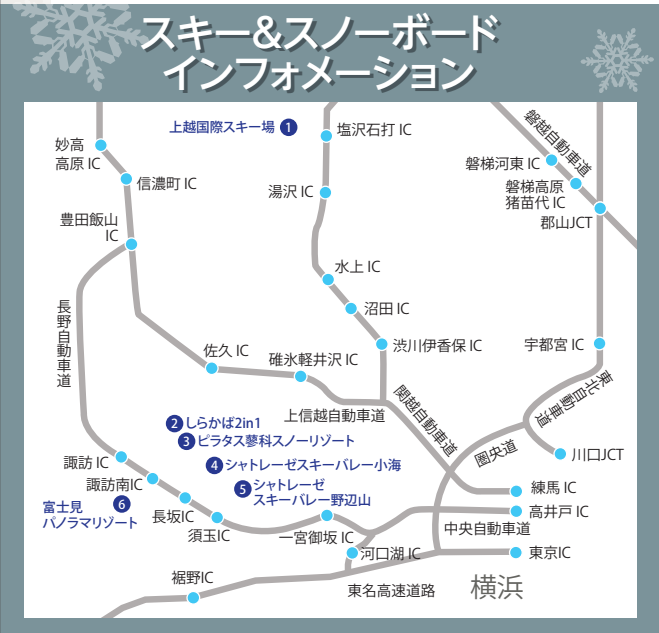 スキー&スノーボード
インフォメーション
上越国際スキー場 1
塩沢石打 IC
磐越自動車道
妙高
高原 IC
磐梯河東 IC
信濃町 IC
湯沢 IC
磐梯高原
猪苗代 IC
郡山JCT
豊田飯山
IC
水上 IC
長野自動車道
沼田 IC
佐久 IC
碓氷軽井沢 IC
渋川伊香保 IC
宇都宮 IC
東北自動車道
上信越自動車道
関越自動車道
2 しらかば2in1
3 ピラタス蓼科スノーリゾート
圏央道
川口JCT
諏訪 IC
4 シャトレーゼスキーバレー小海
諏訪南IC
5 シャトレーゼ
スキーバレー野辺山
練馬 IC
6
富士見
パノラマリゾート
長坂IC
高井戸 IC
須玉IC
一宮御坂 IC
中央自動車道
河口湖 IC
東京IC
裾野IC
東名高速道路
横浜